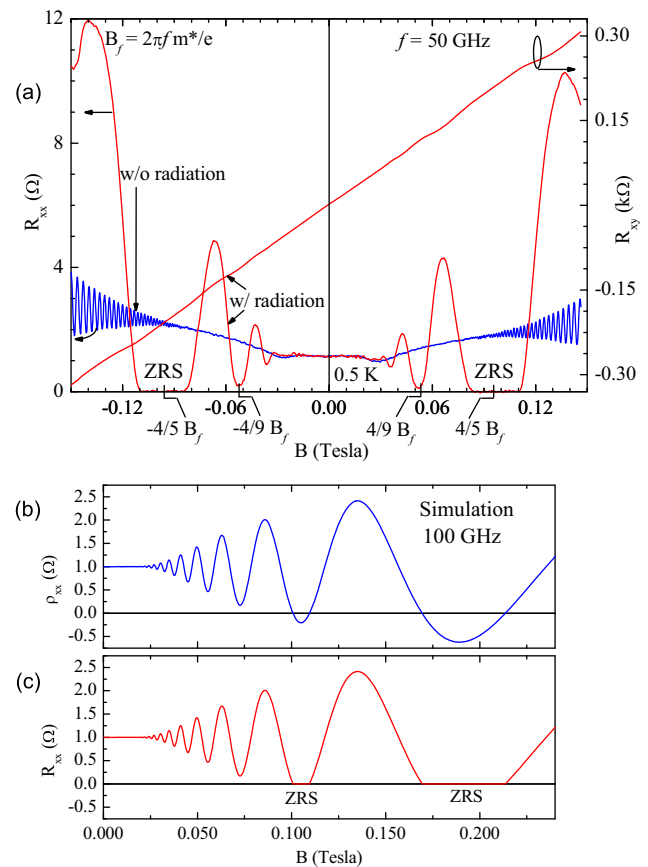 (a)
B_f = 2πf m*/e
f = 50 GHz
12
8
4
0
R_xx (Ω)
w/o radiation
w/ radiation
ZRS
0.5 K
ZRS
0.30
0.15
0.00
-0.15
-0.30
R_xy (kΩ)
-0.12 -0.06 0.00 0.06 0.12
-4/5 B_f -4/9 B_f 4/9 B_f 4/5 B_f
B (Tesla)
(b)
2.5
2.0
1.5
1.0
0.5
0.0
-0.5
ρ_xx (Ω)
Simulation
100 GHz
(c)
2.5
2.0
1.5
1.0
0.5
0.0
-0.5
R_xx (Ω)
ZRS ZRS
0.000 0.050 0.100 0.150 0.200
B (Tesla)